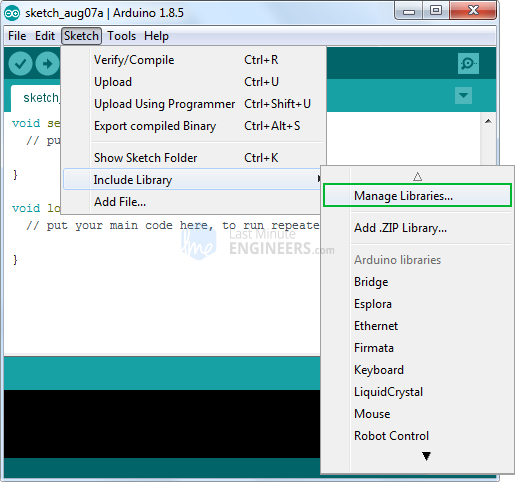 sketch_aug07a | Arduino 1.8.5
File Edit Sketch Tools Help
Verify/Compile Ctrl+R
Upload Ctrl+U
Upload Using Programmer Ctrl+Shift+U
Export compiled Binary Ctrl+Alt+S
Show Sketch Folder Ctrl+K
Include Library
Add File...
sketch_
void se
// pu
}
void lo
// put your main code here, to run repeate
}
Last Minute
ENGINEERS.com
me
Manage Libraries...
Add .ZIP Library...
Arduino libraries
Bridge
Esplora
Ethernet
Firmata
Keyboard
LiquidCrystal
Mouse
Robot Control